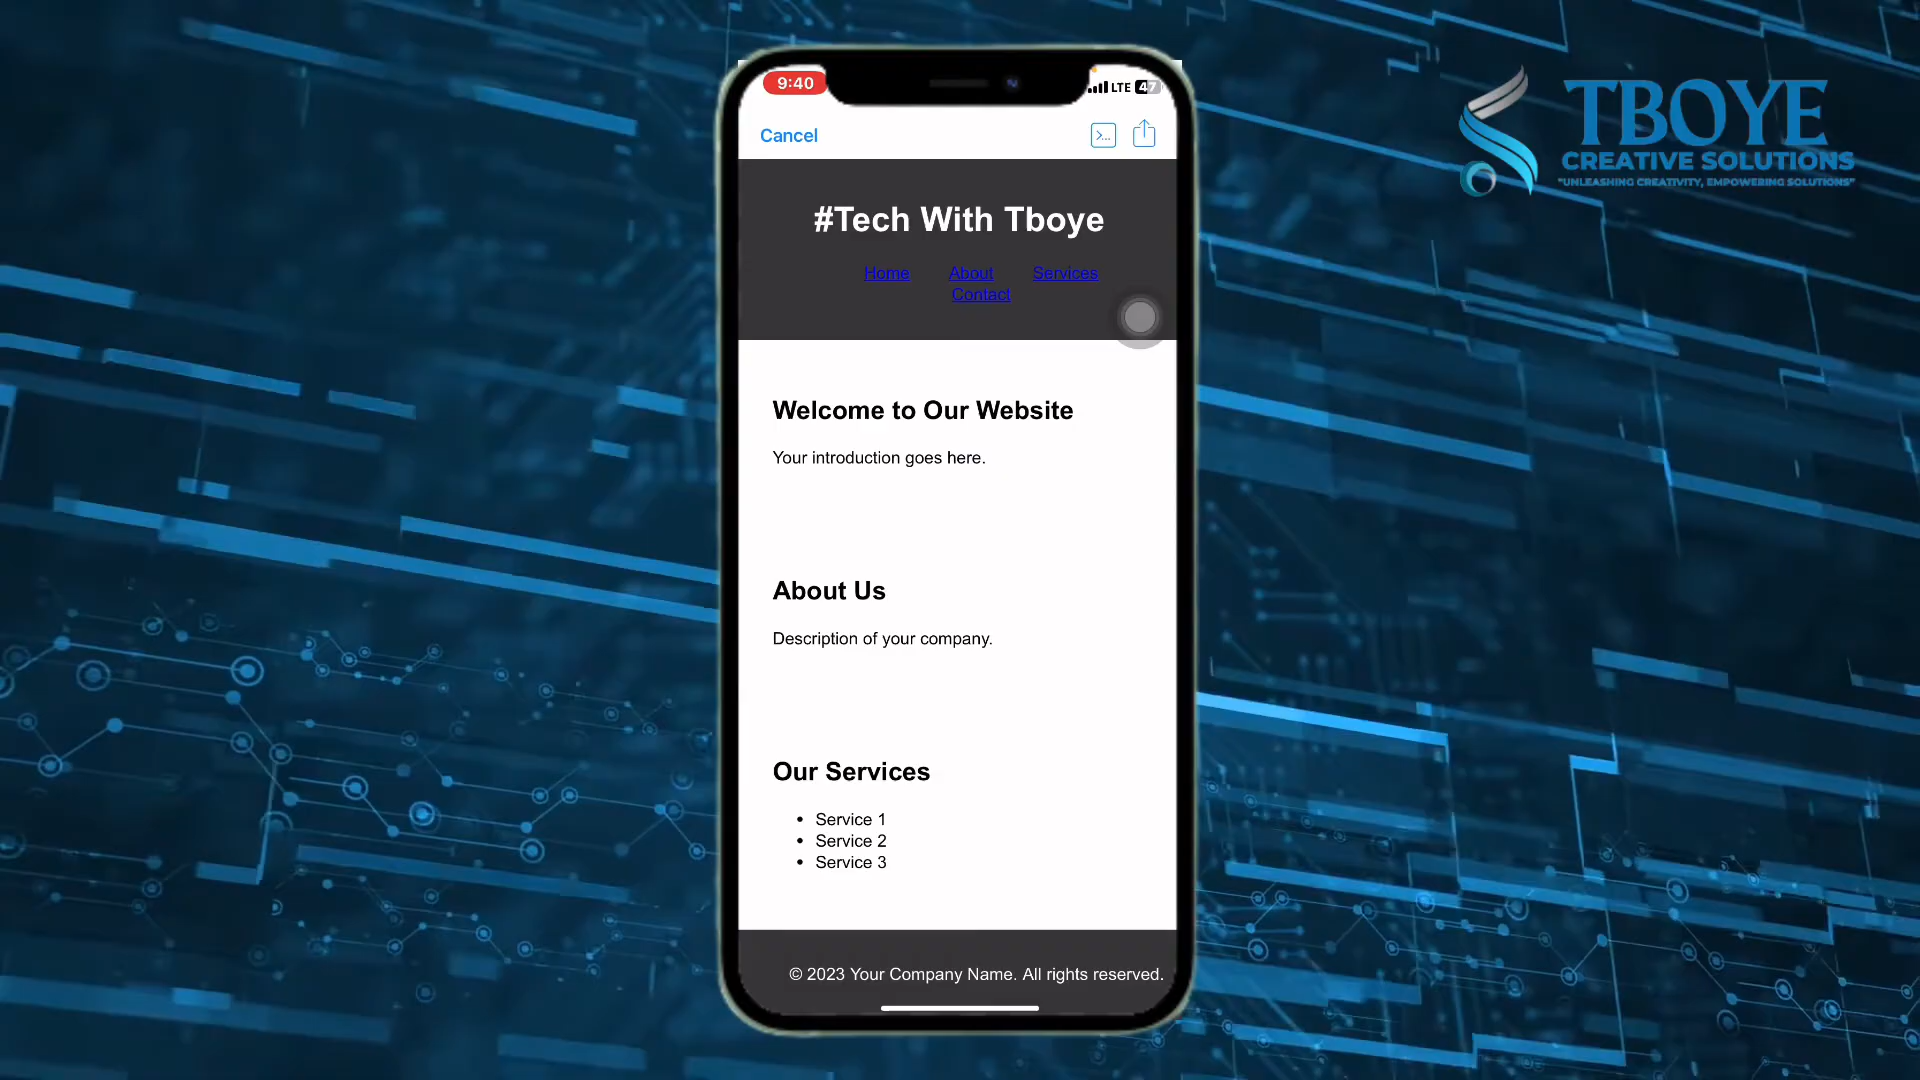 9:40
LTE 47
Cancel
#Tech With Tboye
Home About Services
Contact
Welcome to Our Website
Your introduction goes here.
About Us
Description of your company.
Our Services
• Service 1
• Service 2
• Service 3
© 2023 Your Company Name. All rights reserved.
TBOYE
CREATIVE SOLUTIONS
"UNLEASHING CREATIVITY, EMPOWERING SOLUTIONS"